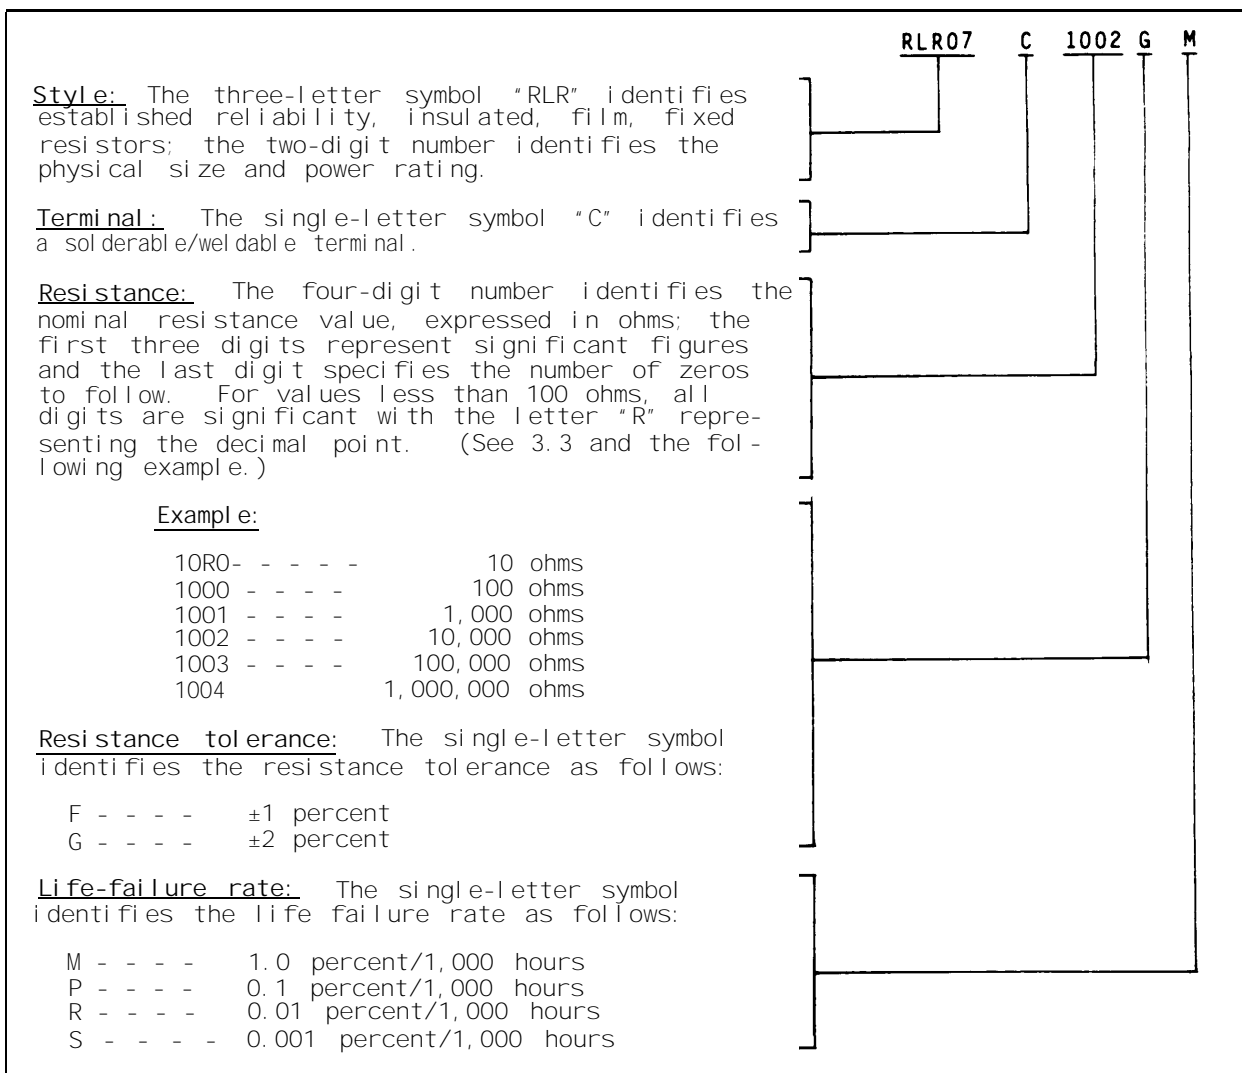 RLR07 C 1002 G M
Style: The three-letter symbol "RLR" identifies
established reliability, insulated, film, fixed
resistors; the two-digit number identifies the
physical size and power rating.
Terminal: The single-letter symbol "C" identifies
a solderable/weldable terminal.
Resistance: The four-digit number identifies the
nominal resistance value, expressed in ohms; the
first three digits represent significant figures
and the last digit specifies the number of zeros
to follow. For values less than 100 ohms, all
digits are significant with the letter "R" repre-
senting the decimal point. (See 3.3 and the fol-
lowing example.)
Example:
10R0- - - - - 10 ohms
1000 - - - - 100 ohms
1001 - - - - 1,000 ohms
1002 - - - - 10,000 ohms
1003 - - - - 100,000 ohms
1004 1,000,000 ohms
Resistance tolerance: The single-letter symbol
identifies the resistance tolerance as follows:
F - - - - ±1 percent
G - - - - ±2 percent
Life-failure rate: The single-letter symbol
identifies the life failure rate as follows:
M - - - - 1.0 percent/1,000 hours
P - - - - 0.1 percent/1,000 hours
R - - - - 0.01 percent/1,000 hours
S - - - - 0.001 percent/1,000 hours